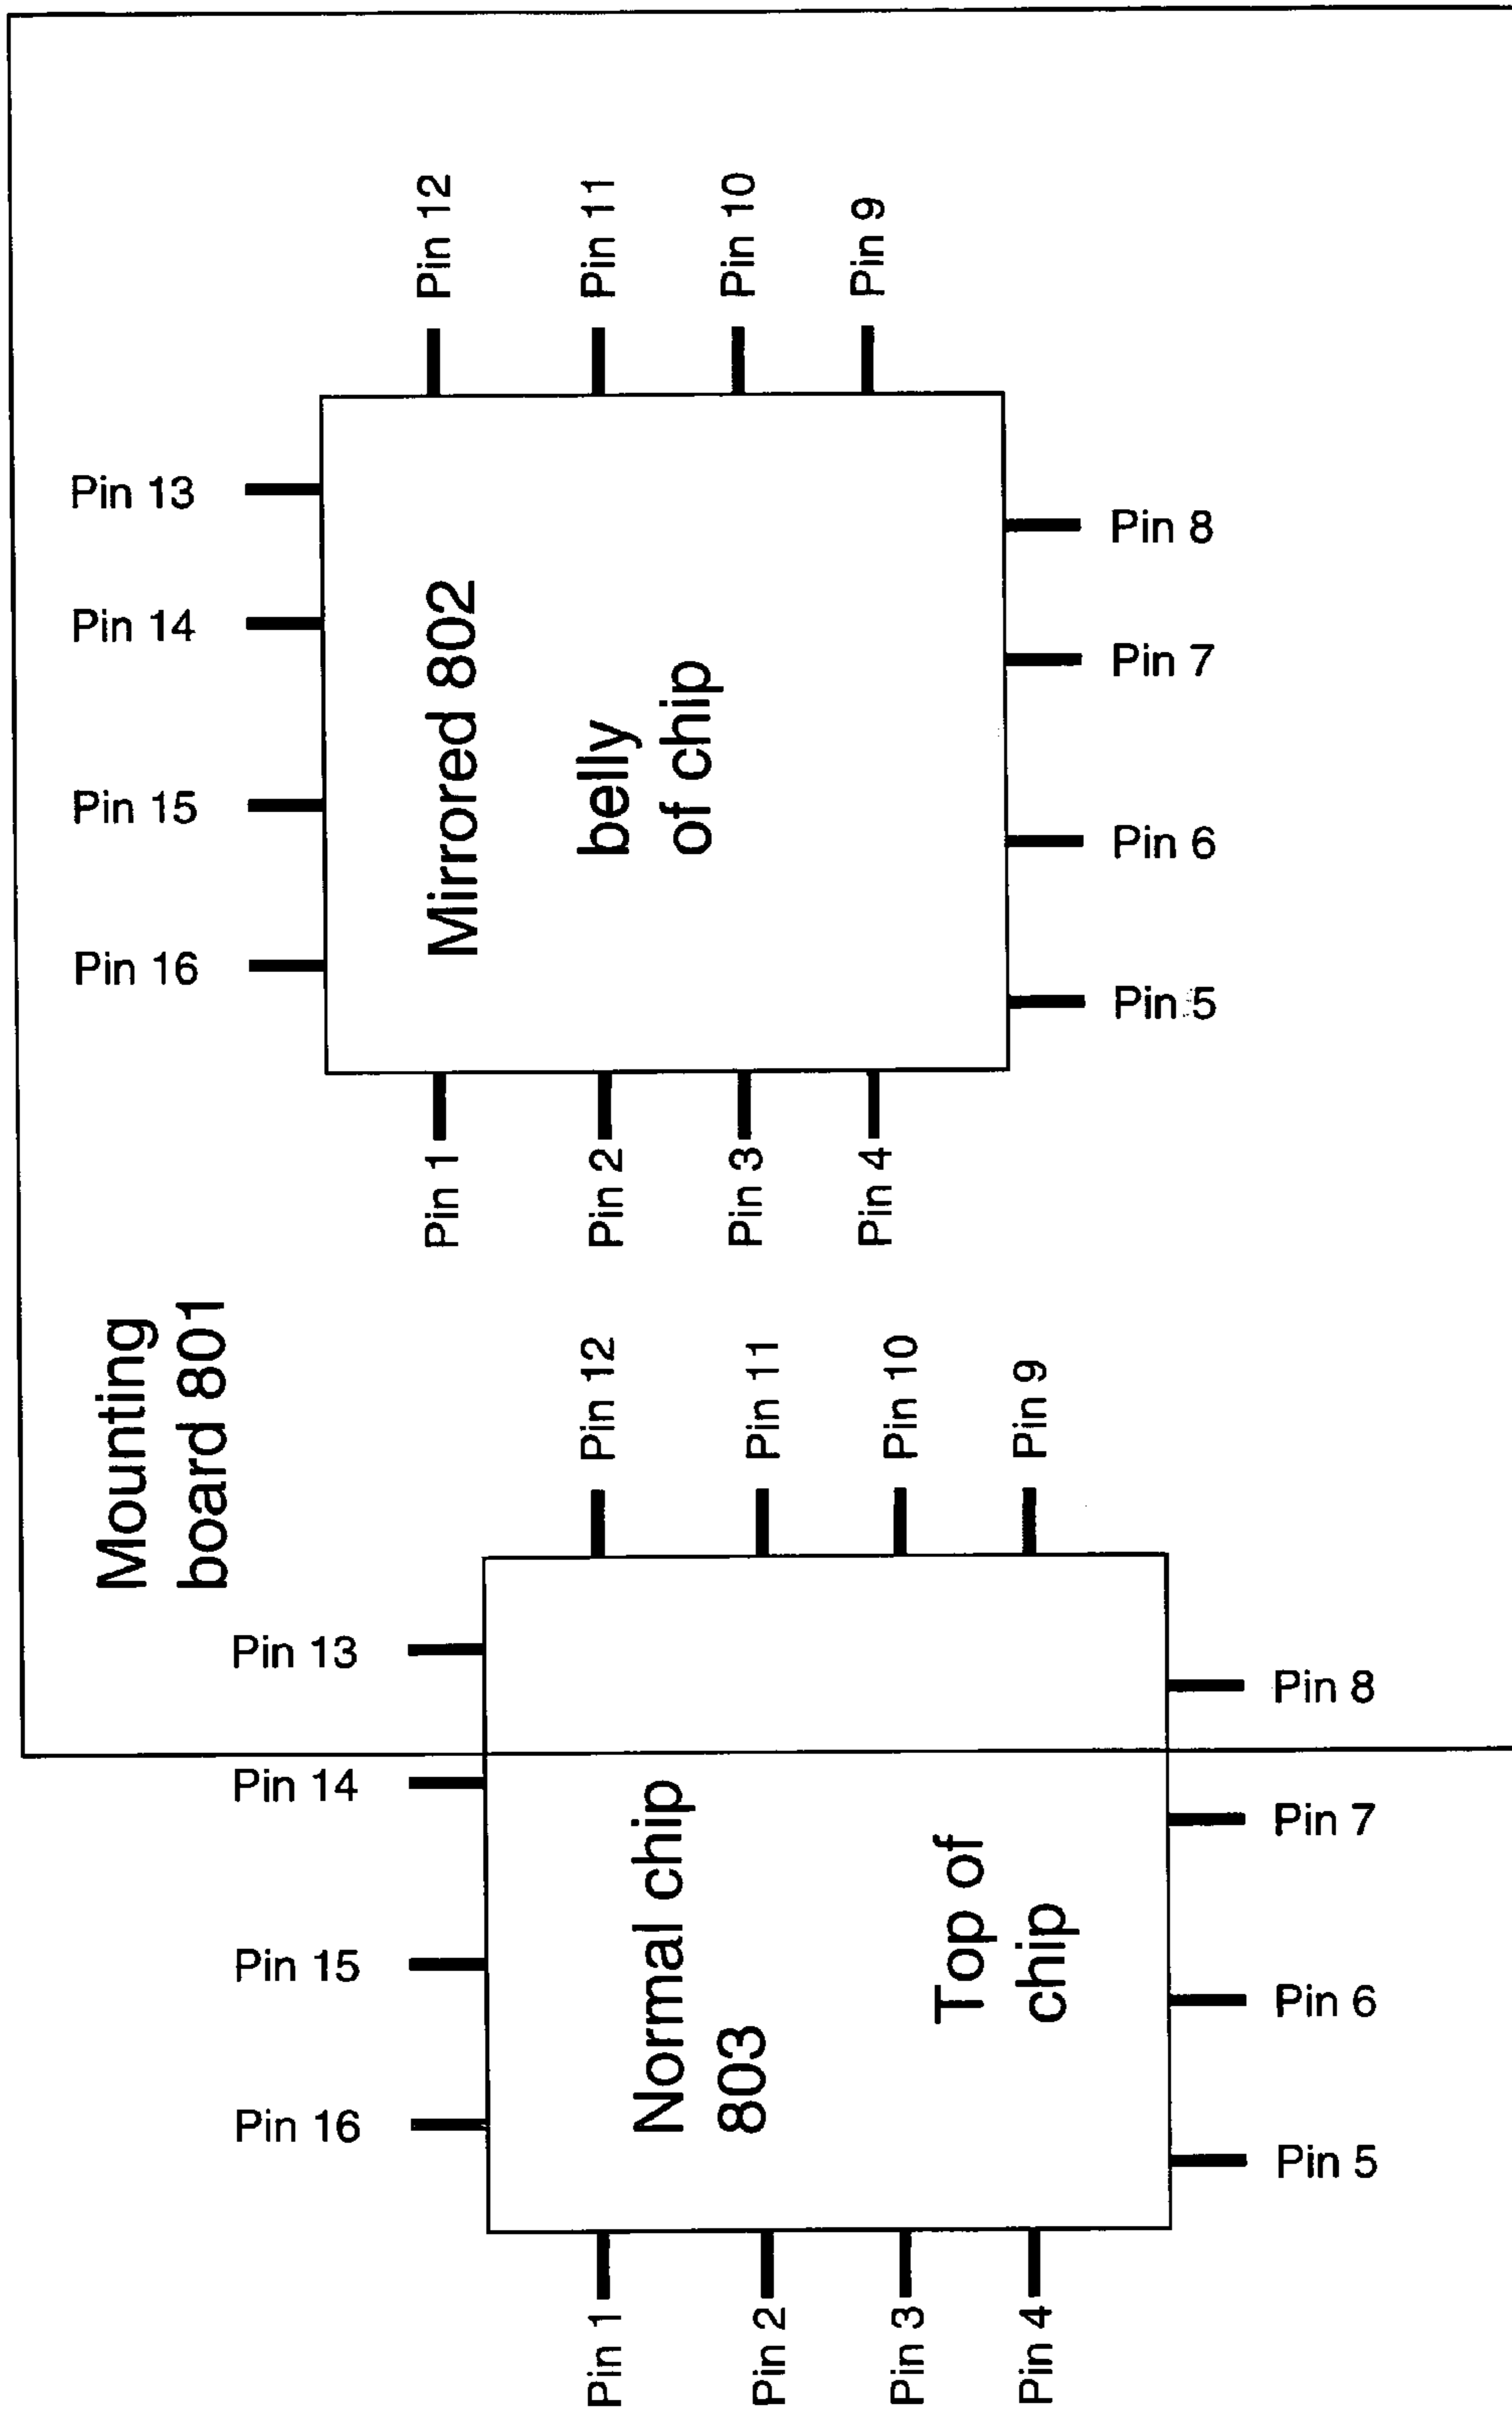 Mounting
board 801
Mirrored 802
belly
of chip
Pin 1
Pin 2
Pin 3
Pin 4
Pin 5
Pin 6
Pin 7
Pin 8
Pin 9
Pin 10
Pin 11
Pin 12
Pin 13
Pin 14
Pin 15
Pin 16
Normal chip
803
Top of
chip
Pin 1
Pin 2
Pin 3
Pin 4
Pin 5
Pin 6
Pin 7
Pin 8
Pin 9
Pin 10
Pin 11
Pin 12
Pin 13
Pin 14
Pin 15
Pin 16